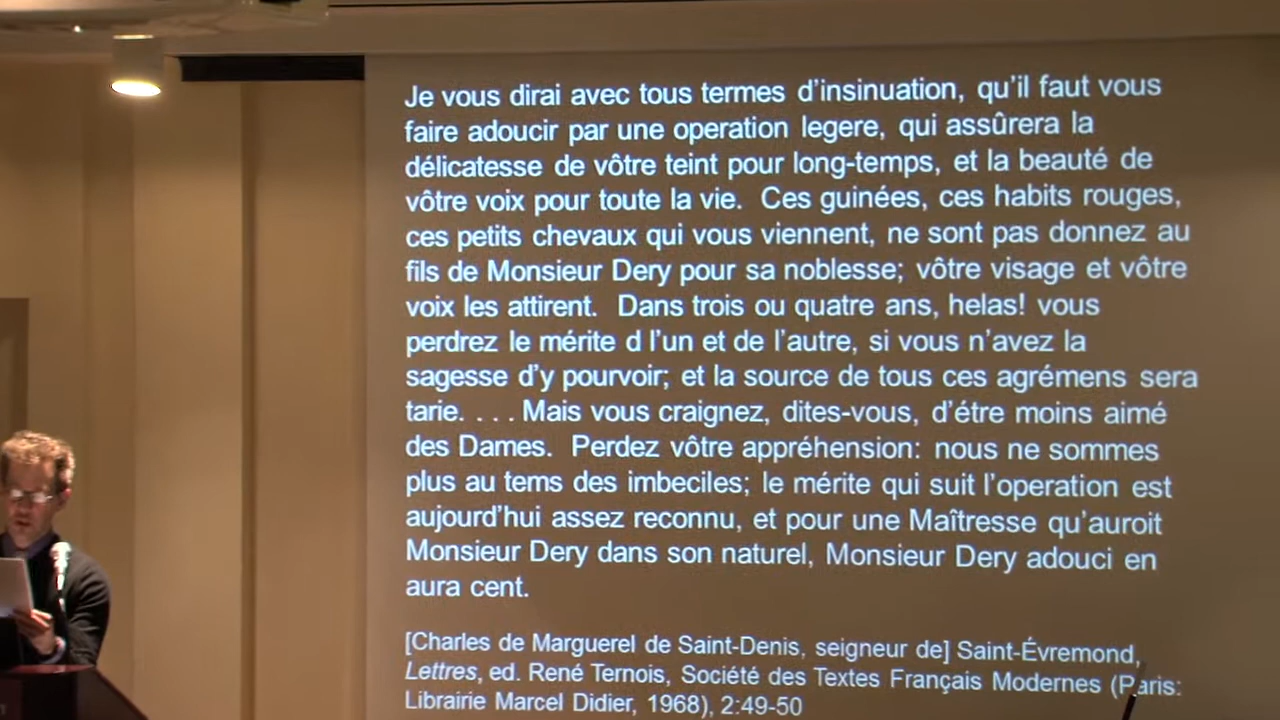 Je vous dirai avec tous termes d'insinuation, qu'il faut vous
faire adoucir par une operation legere, qui assûrera la
délicatesse de vôtre teint pour long-temps, et la beauté de
vôtre voix pour toute la vie. Ces guinées, ces habits rouges,
ces petits chevaux qui vous viennent, ne sont pas donnez au
fils de Monsieur Dery pour sa noblesse; vôtre visage et vôtre
voix les attirent. Dans trois ou quatre ans, helas! vous
perdrez le mérite d l'un et de l'autre, si vous n'avez la
sagesse d'y pourvoir; et la source de tous ces agrémens sera
tarie. . . . Mais vous craignez, dites-vous, d'étre moins aimé
des Dames. Perdez vôtre appréhension: nous ne sommes
plus au tems des imbeciles; le mérite qui suit l'operation est
aujourd'hui assez reconnu, et pour une Maîtresse qu'auroit
Monsieur Dery dans son naturel, Monsieur Dery adouci en
aura cent.
[Charles de Marguerel de Saint-Denis, seigneur de] Saint-Évremond,
Lettres, ed. René Ternois, Société des Textes Français Modernes (Paris:
Librairie Marcel Didier, 1968), 2:49-50